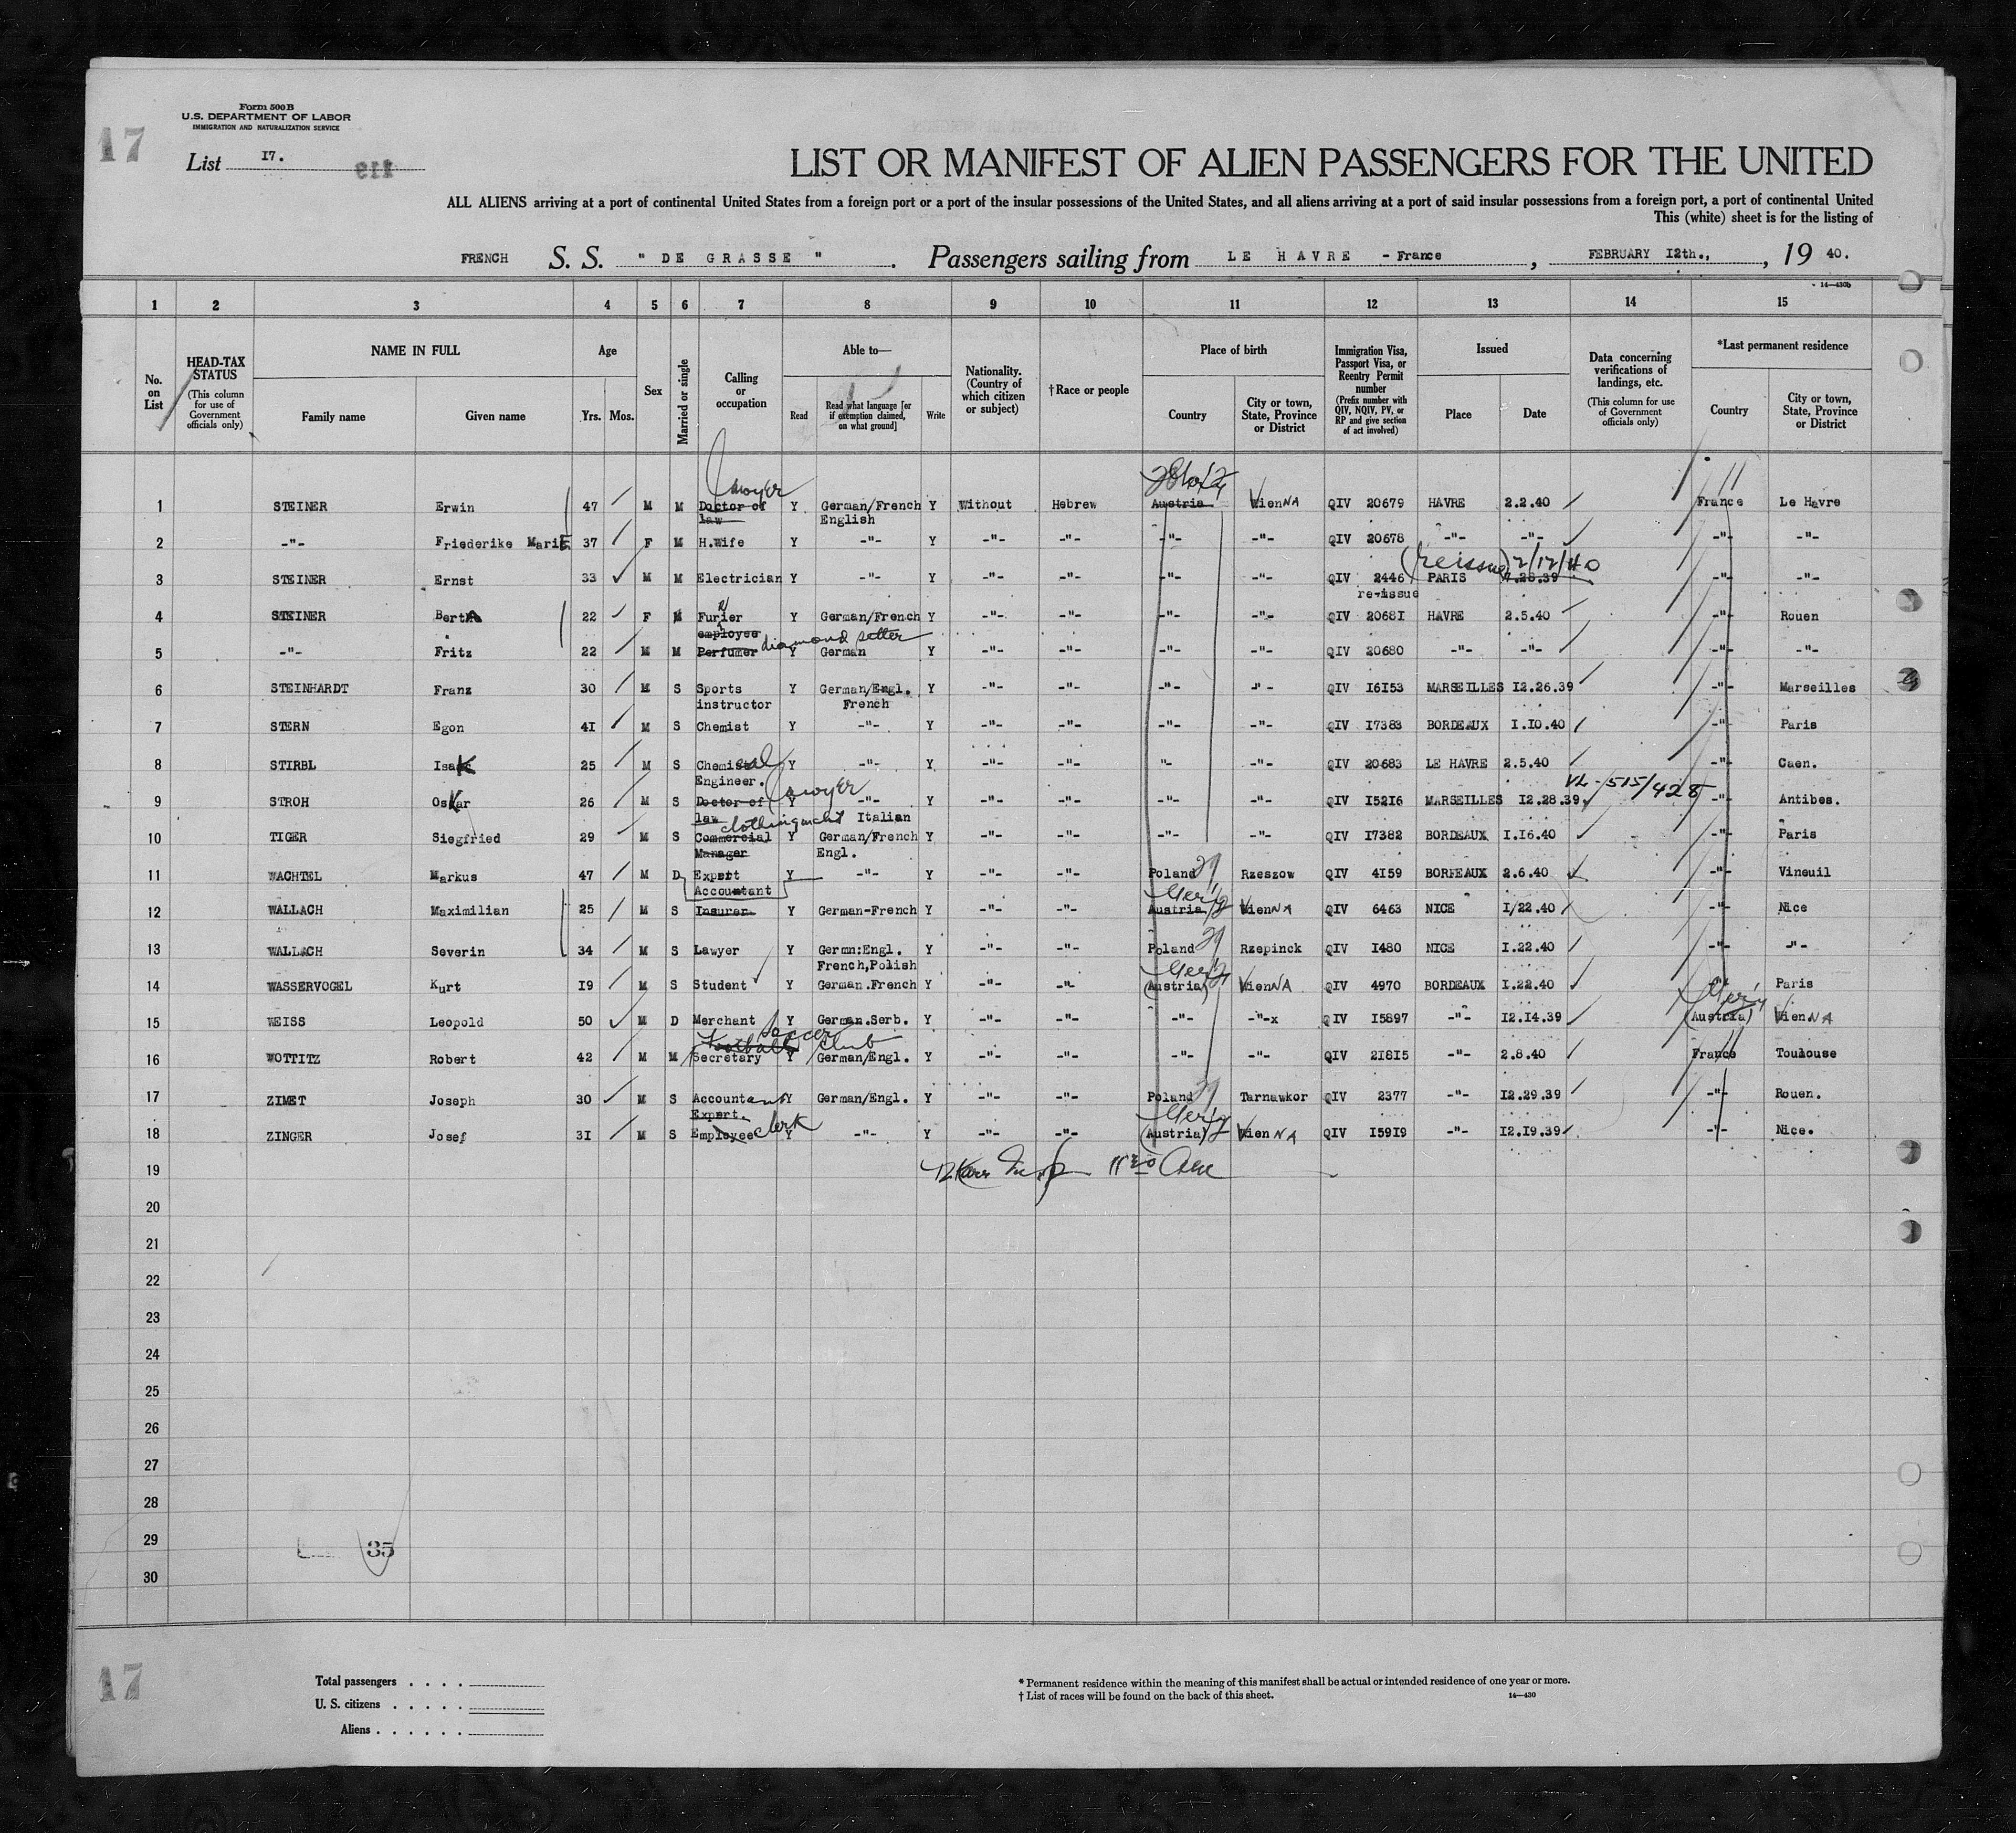 17
Form 500B
U.S. DEPARTMENT OF LABOR
IMMIGRATION AND NATURALIZATION SERVICE
List 17.
LIST OR MANIFEST OF ALIEN PASSENGERS FOR THE UNITED
ALL ALIENS arriving at a port of continental United States from a foreign port or a port of the insular possessions of the United States, and all aliens arriving at a port of said insular possessions from a foreign port, a port of continental United
This (white) sheet is for the listing of
FRENCH S. S. " DE GRASSE " . Passengers sailing from LE HAVRE - France , FEBRUARY 12th., , 19 40.
14—430b
1 2 3 4 5 6 7 8 9 10 11 12 13 14 15
No. on List
HEAD-TAX STATUS (This column for use of Government officials only)
NAME IN FULL Family name Given name
Age Yrs. Mos.
Sex
Married or single
Calling or occupation
Able to— Read Read what language [or if exemption claimed, on what ground] Write
Nationality. (Country of which citizen or subject)
†Race or people
Place of birth Country City or town, State, Province or District
Immigration Visa, Passport Visa, or Reentry Permit number (Prefix number with QIV, NQIV, PV, or RP and give section of act involved)
Issued Place Date
Data concerning verifications of landings, etc. (This column for use of Government officials only)
*Last permanent residence Country City or town, State, Province or District
Lawyer
1 STEINER Erwin 47 M M Doctor of Y German/French Y Without Hebrew Austria VienNA QIV 20679 HAVRE 2.2.40 France Le Havre
law English
2 -"- Friederike MariE 37 F M H.Wife Y -"- Y -"- -"- -"- -"- QIV 20678 -"- -"- -"- -"-
(reissue) 2/12/40
3 STEINER Ernst 33 M M Electrician Y -"- Y -"- -"- -"- -"- QIV 2446 PARIS 7.28.39 -"- -"-
re-issue
4 STEINER BertA 22 F M Furier Y German/French Y -"- -"- -"- -"- QIV 20681 HAVRE 2.5.40 -"- Rouen
employee diamond setter
5 -"- Fritz 22 M M Perfumer Y German Y -"- -"- -"- -"- QIV 20680 -"- -"- -"- -"-
6 STEINHARDT Franz 30 M S Sports Y German/Engl. Y -"- -"- -"- -"- QIV 16153 MARSEILLES 12.26.39 -"- Marseilles
instructor French
7 STERN Egon 41 M S Chemist Y -"- Y -"- -"- -"- -"- QIV 17383 BORDEAUX 1.10.40 -"- Paris
8 STIRBL IsaK 25 M S Chemical Y -"- Y -"- -"- "- -"- QIV 20683 LE HAVRE 2.5.40 -"- Caen.
Engineer. Lawyer VL-515/428
9 STROH OsKar 26 M S Doctor of Y -"- Y -"- -"- -"- -"- QIV 15216 MARSEILLES 12.28.39 -"- Antibes.
law Italian
10 TIGER Siegfried 29 M S Commercial Y German/French Y -"- -"- -"- -"- QIV 17382 BORDEAUX 1.16.40 -"- Paris
Manager Engl.
11 WACHTEL Markus 47 M D Expert Y -"- Y -"- -"- Poland Rzeszow QIV 4159 BORFEAUX 2.6.40 -"- Vineuil
Accountant Ger'y
12 WALLACH Maximilian 25 M S Insurer Y German-French Y -"- -"- Austria VienNA QIV 6463 NICE 1/22.40 -"- Nice
13 WALLACH Severin 34 M S Lawyer Y Germn:Engl. Y -"- -"- Poland Rzepinck QIV 1480 NICE 1.22.40 -"- -"-
French,Polish Ger'y
14 WASSERVOGEL Kurt 19 M S Student Y German.French Y -"- -"- (Austria) VienNA QIV 4970 BORDEAUX 1.22.40 -"- Paris
Ger'y
15 WEISS Leopold 50 M D Merchant Y German.Serb. Y -"- -"- -"- -"-x QIV 15897 -"- 12.14.39 (Austria) VienNA
Football soccer club
16 WOTTITZ Robert 42 M M Secretary Y German/Engl. Y -"- -"- -"- -"- QIV 21815 -"- 2.8.40 France Toulouse
17 ZIMET Joseph 30 M S Accountant Y German/Engl. Y -"- -"- Poland Tarnawkor QIV 2377 -"- 12.29.39 -"- Rouen.
Expert. Ger'y
18 ZINGER Josef 31 M S Employee clerk Y -"- Y -"- -"- (Austria) VienNA QIV 15919 -"- 12.19.39 -"- Nice.
19
20
21
22
23
24
25
26
27
28
29 35
30
17
Total passengers . . . .
U. S. citizens . . . . .
Aliens . . . . . .
* Permanent residence within the meaning of this manifest shall be actual or intended residence of one year or more.
† List of races will be found on the back of this sheet. 14—430